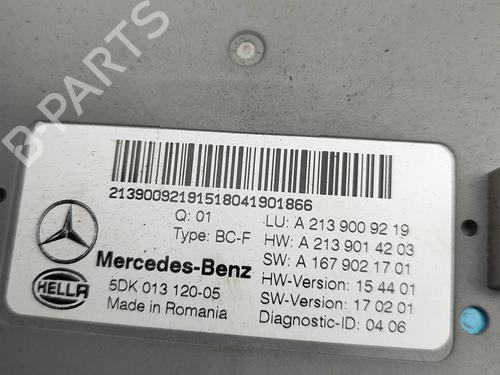 B-PARTS
21390092191518041901866
Q: 01
Type: BC-F
Mercedes-Benz
HELLA
5DK 013 120-05
Made in Romania
LU: A 213 900 92 19
HW: A 213 901 42 03
SW: A 167 902 17 01
HW-Version: 15 44 01
SW-Version: 17 02 01
Diagnostic-ID: 04 06